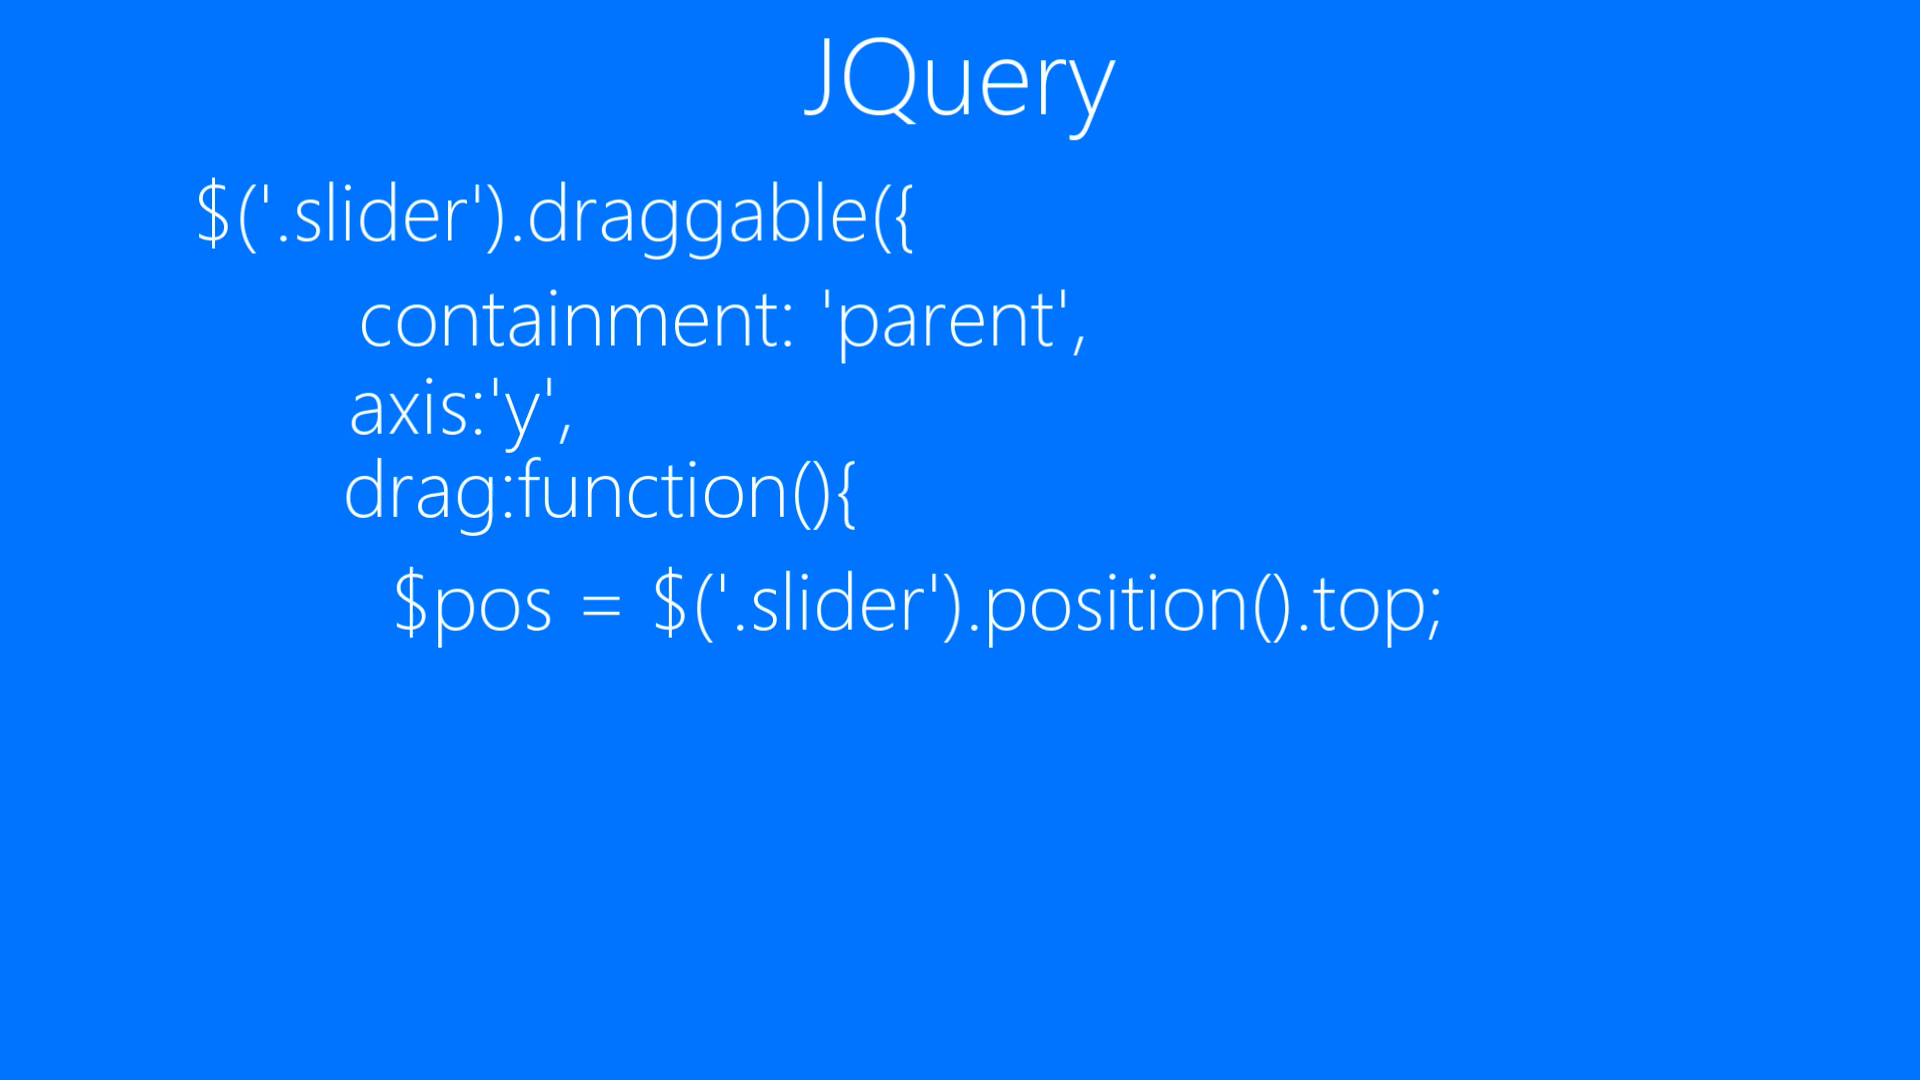 JQuery
$('.slider').draggable({
containment: 'parent',
axis:'y',
drag:function(){
$pos = $('.slider').position().top;